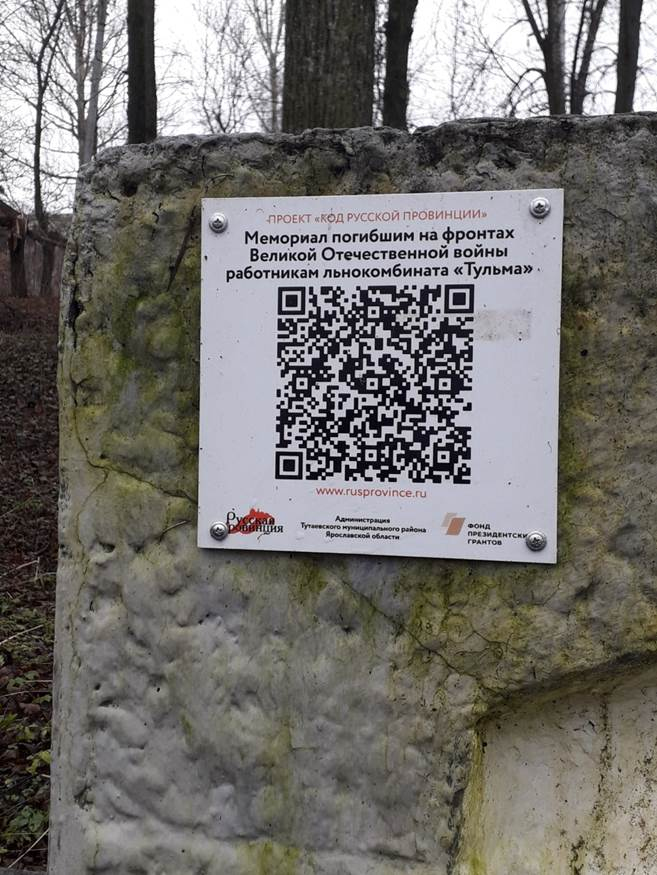 ПРОЕКТ «КОД РУССКОЙ ПРОВИНЦИИ»
Мемориал погибшим на фронтах
Великой Отечественной войны
работникам льнокомбината «Тульма»
www.rusprovince.ru
Русская
провинция
Администрация
Тутаевского муниципального района
Ярославской области
ФОНД
ПРЕЗИДЕНТСКИ
ГРАНТОВ